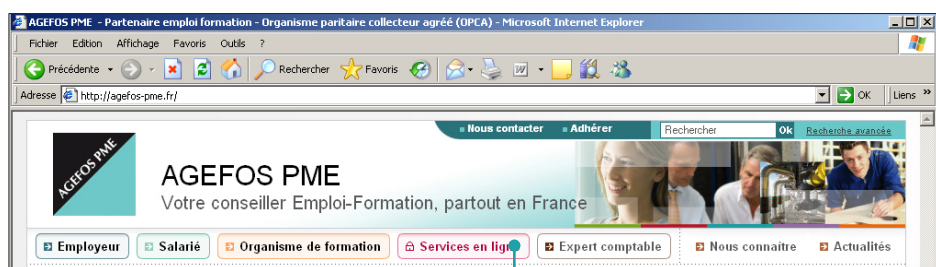 AGEFOS PME - Partenaire emploi formation - Organisme paritaire collecteur agréé (OPCA) - Microsoft Internet Explorer
Fichier Edition Affichage Favoris Outils ?
Précédente Rechercher Favoris
Adresse http://agefos-pme.fr/ OK Liens »
Nous contacter Adhérer Rechercher Ok Recherche avancée
AGEFOS PME
AGEFOS PME
Votre conseiller Emploi-Formation, partout en France
Employeur Salarié Organisme de formation Services en lign Expert comptable Nous connaître Actualités